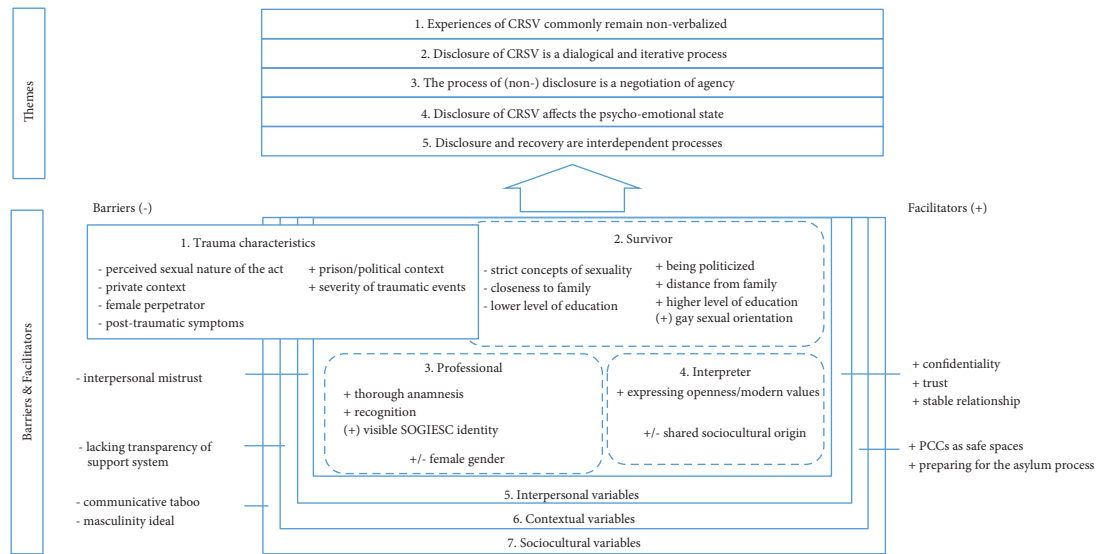 Themes
1. Experiences of CRSV commonly remain non-verbalized
2. Disclosure of CRSV is a dialogical and iterative process
3. The process of (non-) disclosure is a negotiation of agency
4. Disclosure of CRSV affects the psycho-emotional state
5. Disclosure and recovery are interdependent processes
Barriers & Facilitators
Barriers (-)
Facilitators (+)
1. Trauma characteristics
- perceived sexual nature of the act
- private context
- female perpetrator
- post-traumatic symptoms
+ prison/political context
+ severity of traumatic events
2. Survivor
- strict concepts of sexuality
- closeness to family
- lower level of education
+ being politicized
+ distance from family
+ higher level of education
(+) gay sexual orientation
3. Professional
+ thorough anamnesis
+ recognition
(+) visible SOGIESC identity
+/- female gender
4. Interpreter
+ expressing openness/modern values
+/- shared sociocultural origin
- interpersonal mistrust
- lacking transparency of
support system
- communicative taboo
- masculinity ideal
+ confidentiality
+ trust
+ stable relationship
+ PCCs as safe spaces
+ preparing for the asylum process
5. Interpersonal variables
6. Contextual variables
7. Sociocultural variables